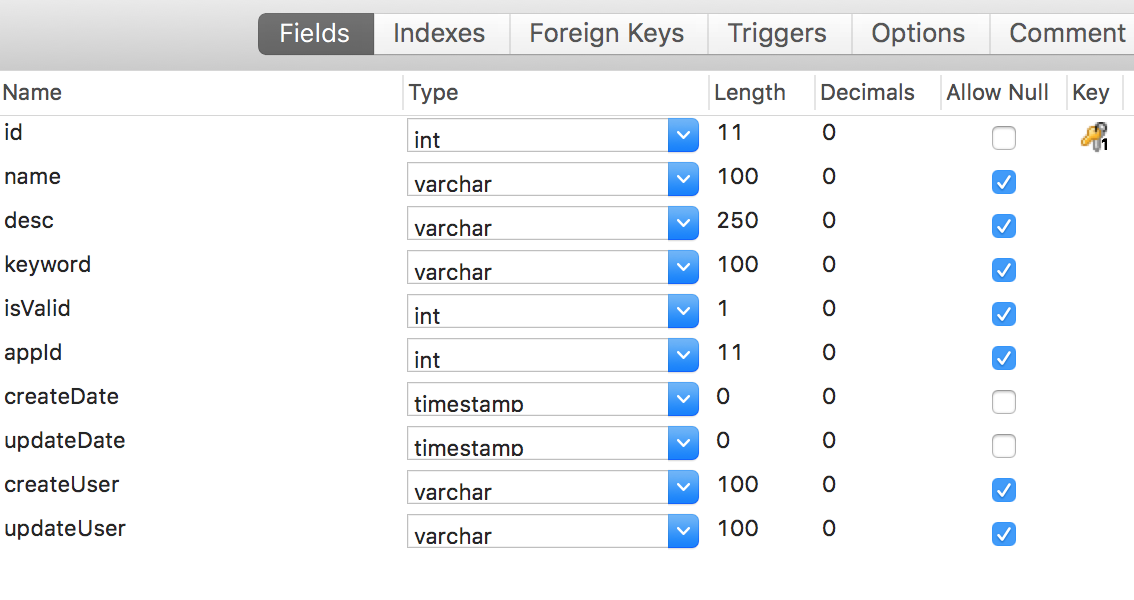 Fields Indexes Foreign Keys Triggers Options Comment
Name Type Length Decimals Allow Null Key
id int 11 0 1
name varchar 100 0
desc varchar 250 0
keyword varchar 100 0
isValid int 1 0
appId int 11 0
createDate timestamp 0 0
updateDate timestamp 0 0
createUser varchar 100 0
updateUser varchar 100 0